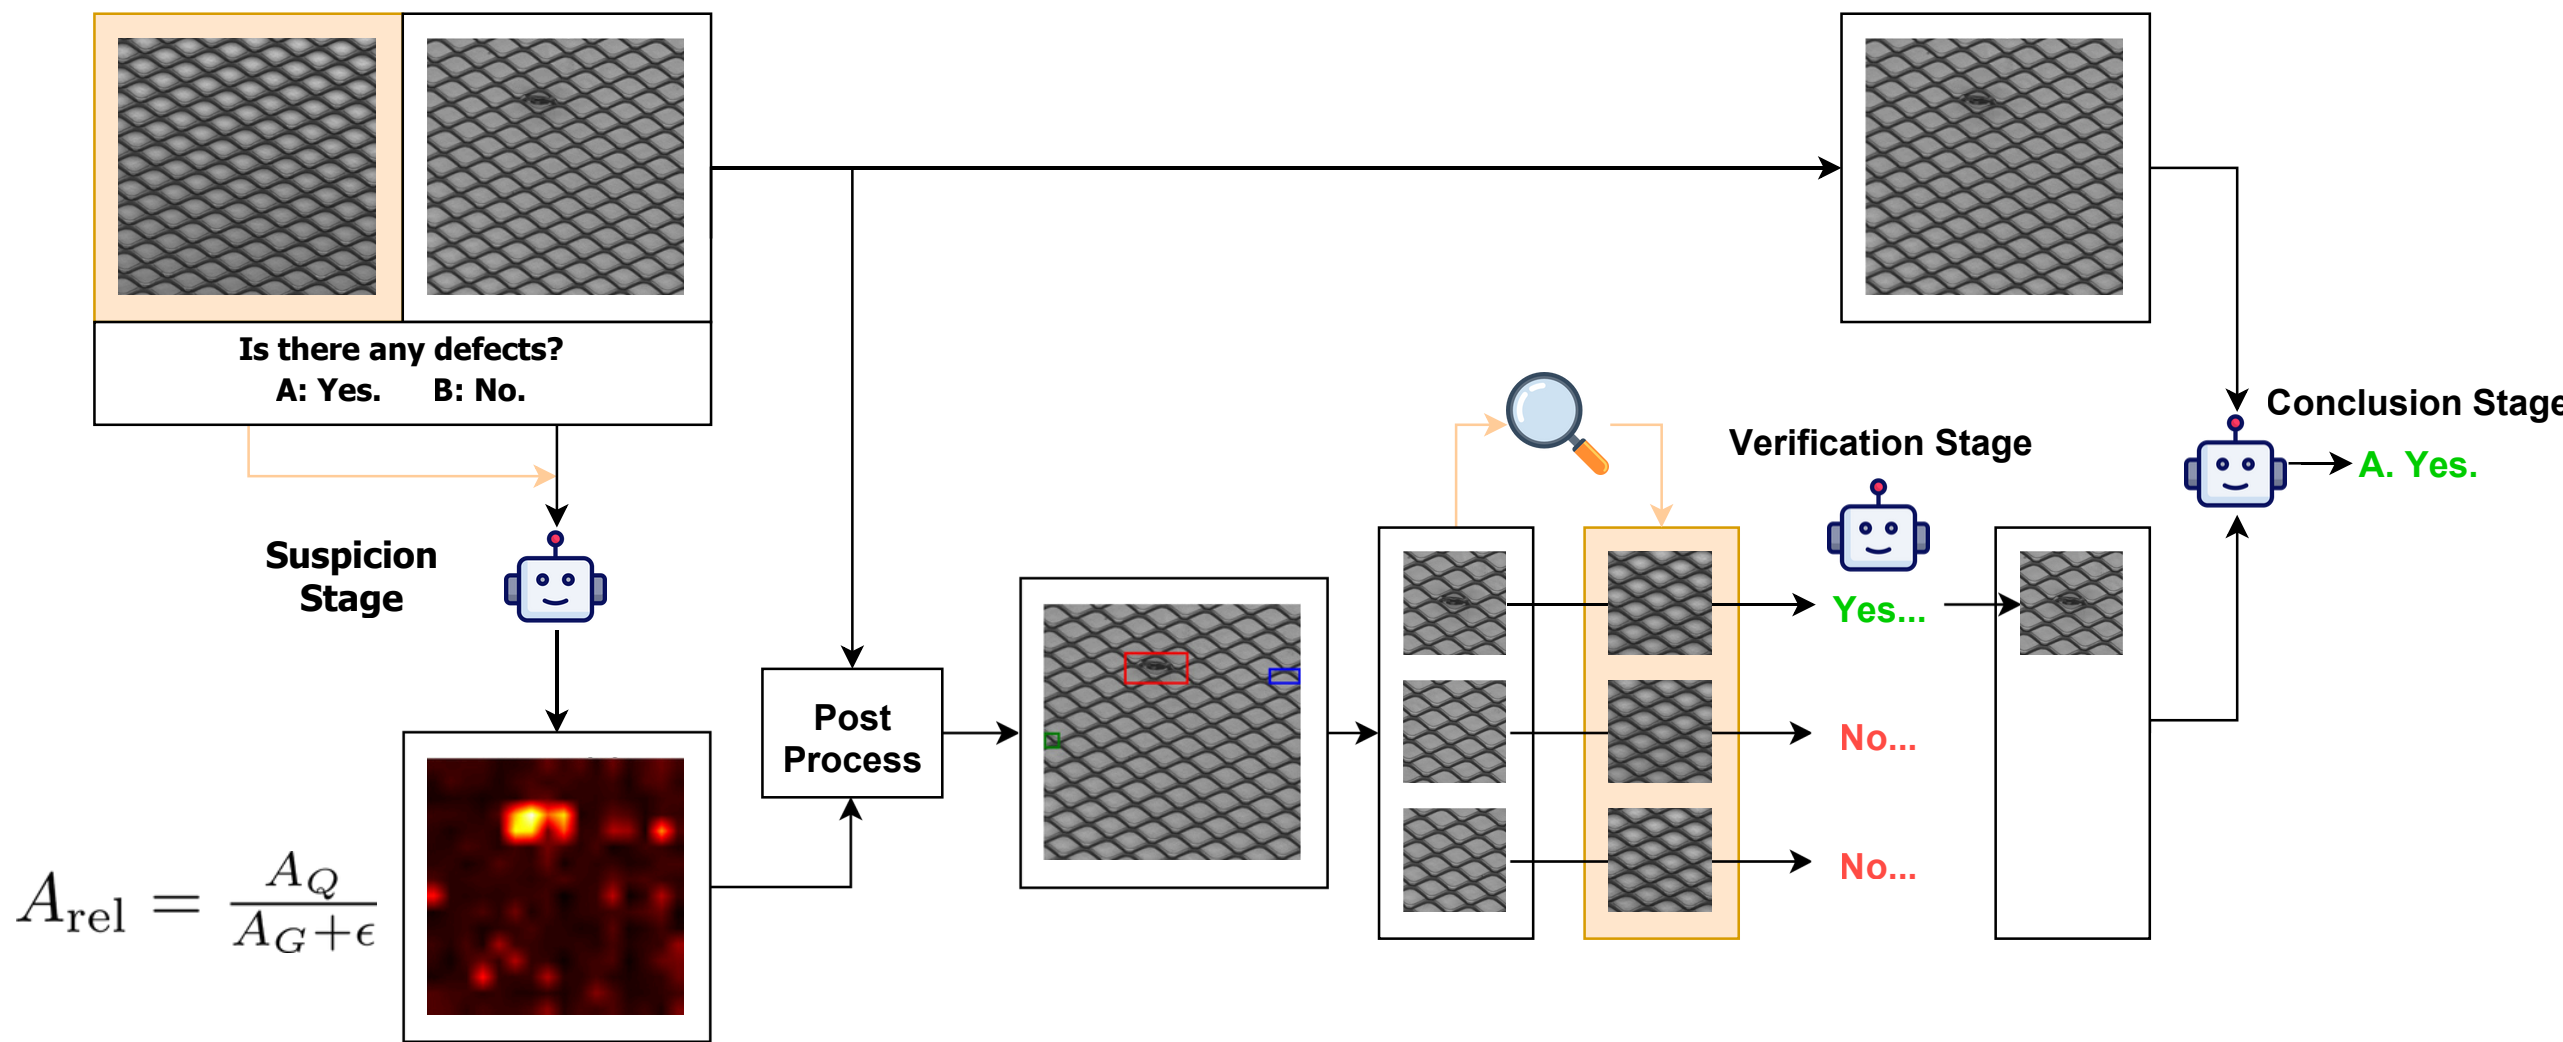 Is there any defects?
A: Yes. B: No.
Suspicion
Stage
A_rel = A_Q / (A_G+ϵ)
Post
Process
Verification Stage
Yes...
No...
No...
Conclusion Stage
A. Yes.